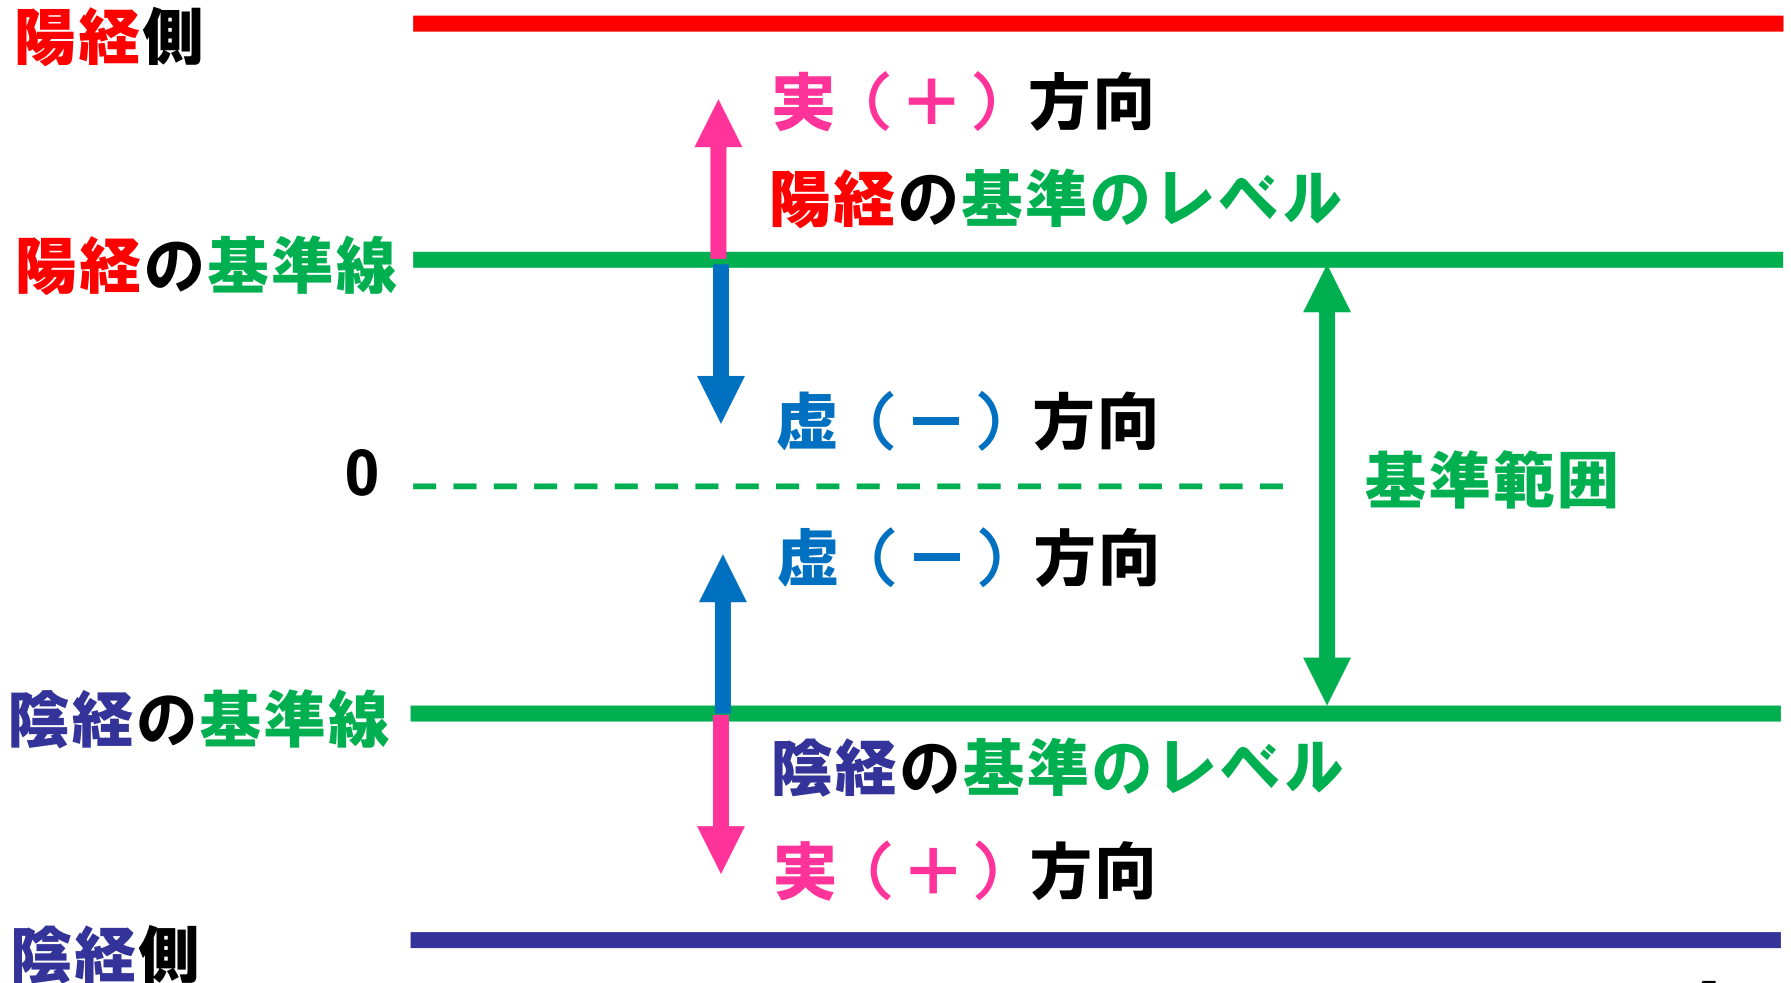 陽経側
実（＋）方向
陽経の基準のレベル
陽経の基準線
虚（－）方向
0
基準範囲
虚（－）方向
陰経の基準線
陰経の基準のレベル
実（＋）方向
陰経側